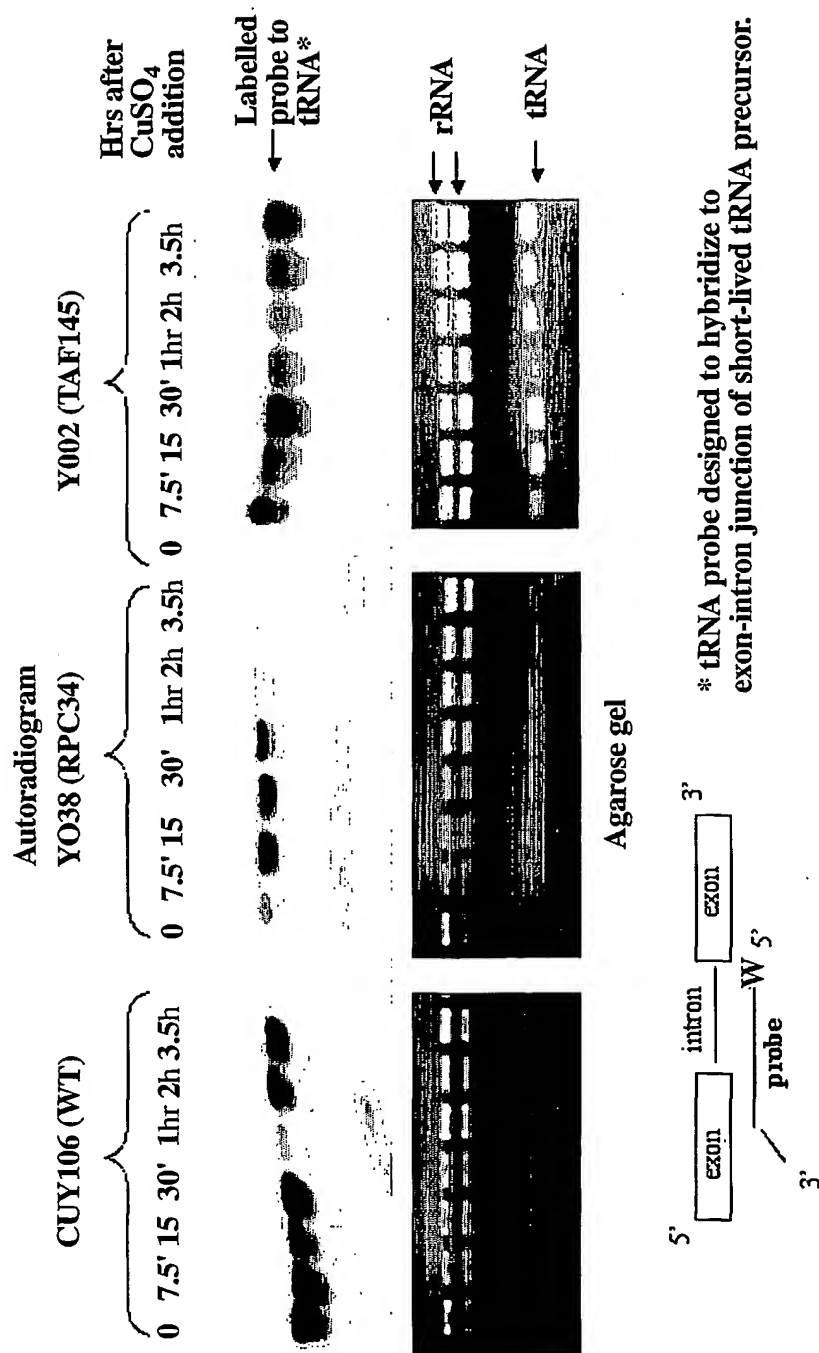 Autoradiogram
CUY106 (WT)
YO38 (RPC34)
Y002 (TAF145)
Hrs after
CuSO4
addition
0 7.5' 15 30' 1hr 2h 3.5h
0 7.5' 15 30' 1hr 2h 3.5h
0 7.5' 15 30' 1hr 2h 3.5h
Labelled
probe to
tRNA*
rRNA
tRNA
Agarose gel
5'
exon
intron
exon
3'
3'
probe
W
5'
* tRNA probe designed to hybridize to
exon-intron junction of short-lived tRNA precursor.